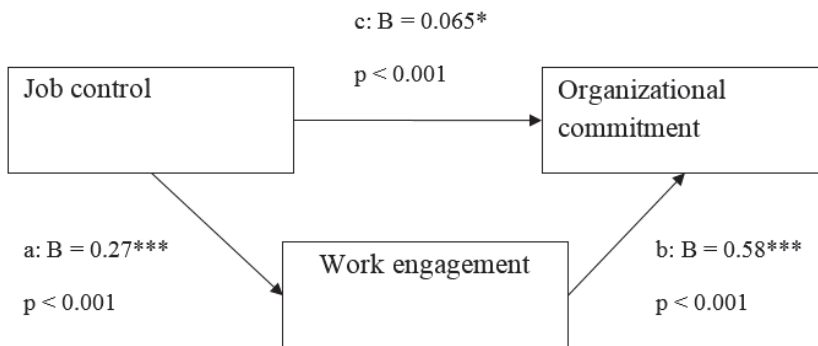 c: B = 0.065*
p < 0.001
Job control
Organizational
commitment
a: B = 0.27***
p < 0.001
Work engagement
b: B = 0.58***
p < 0.001